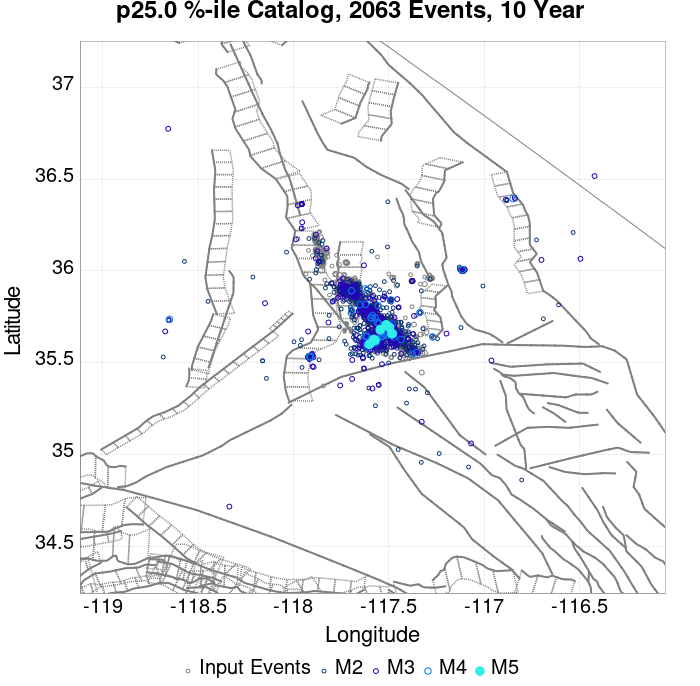 p25.0 %-ile Catalog, 2063 Events, 10 Year
37
36.5
36
35.5
35
34.5
Latitude
-119
-118.5
-118
-117.5
-117
-116.5
Longitude
Input Events
M2
M3
M4
M5